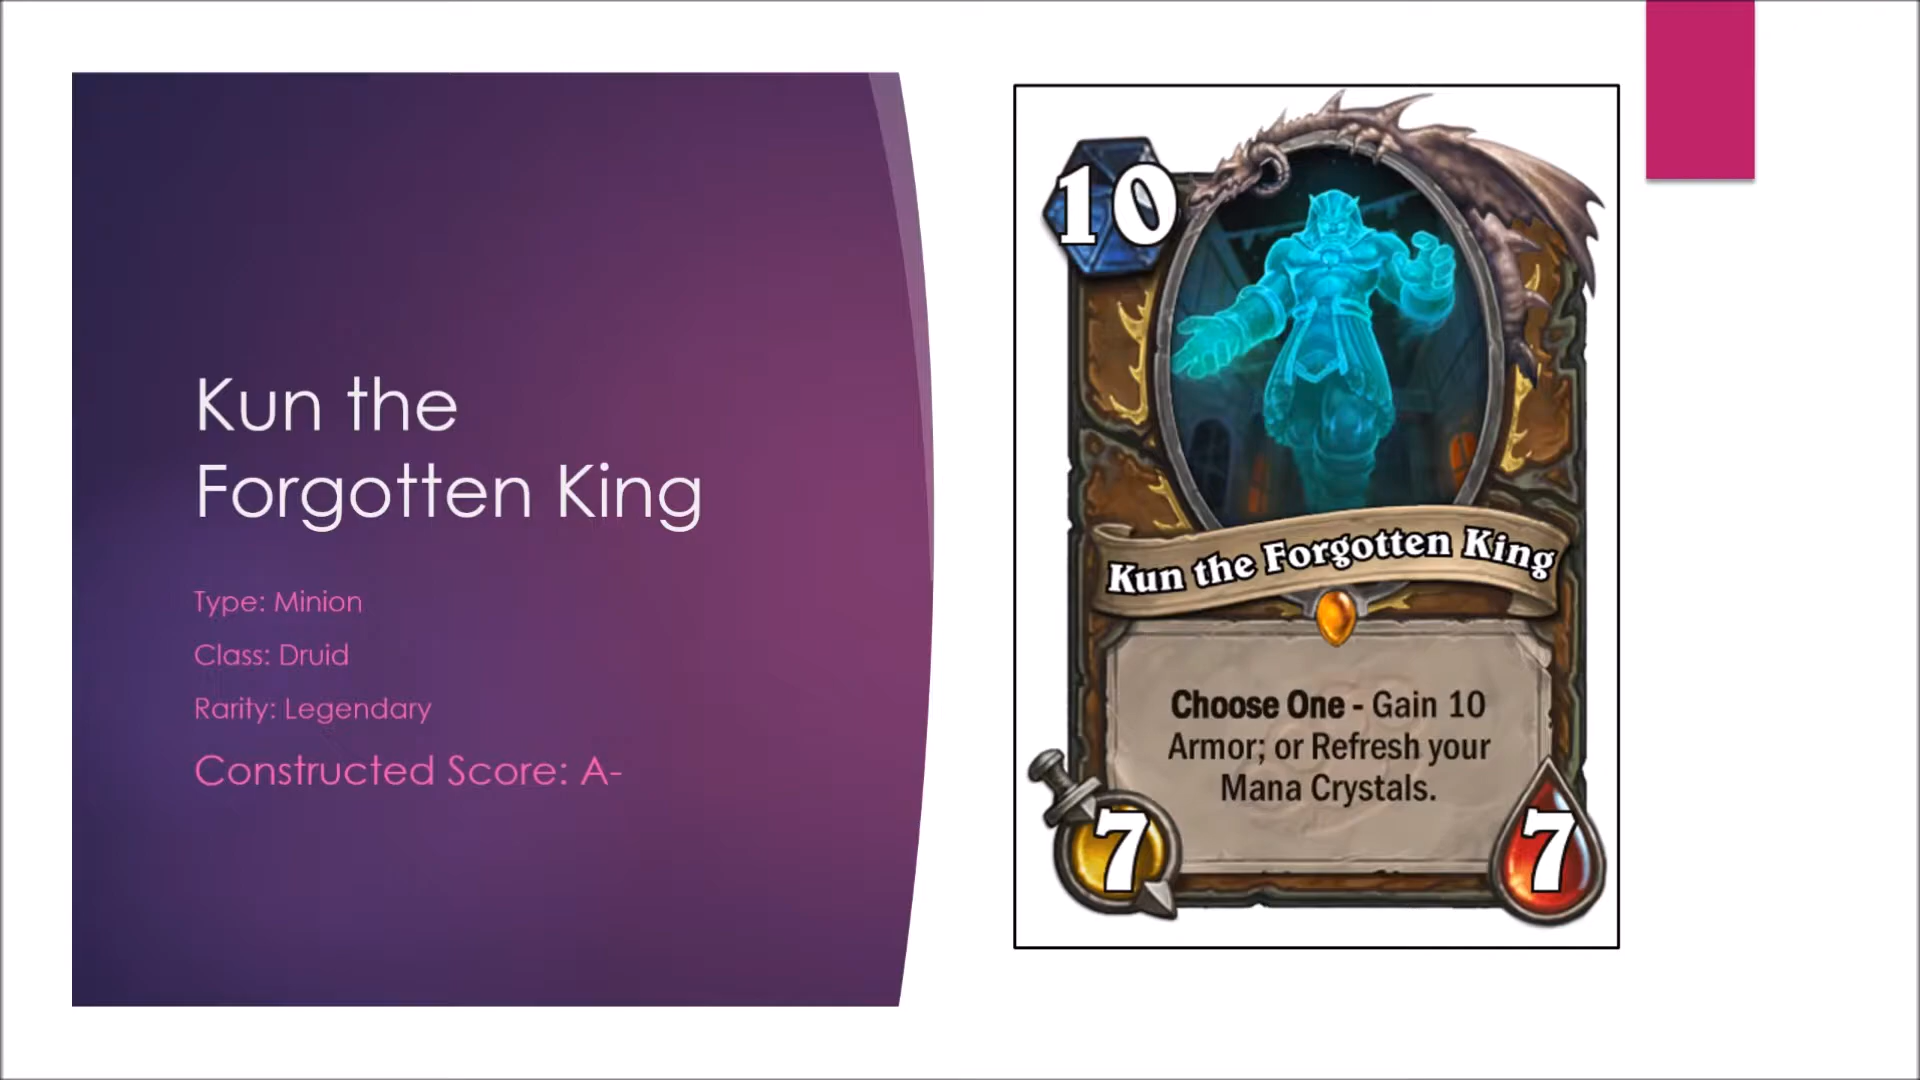 Kun the
Forgotten King
Type: Minion
Class: Druid
Rarity: Legendary
Constructed Score: A-
10
Kun the Forgotten King
Choose One - Gain 10
Armor; or Refresh your
Mana Crystals.
7
7